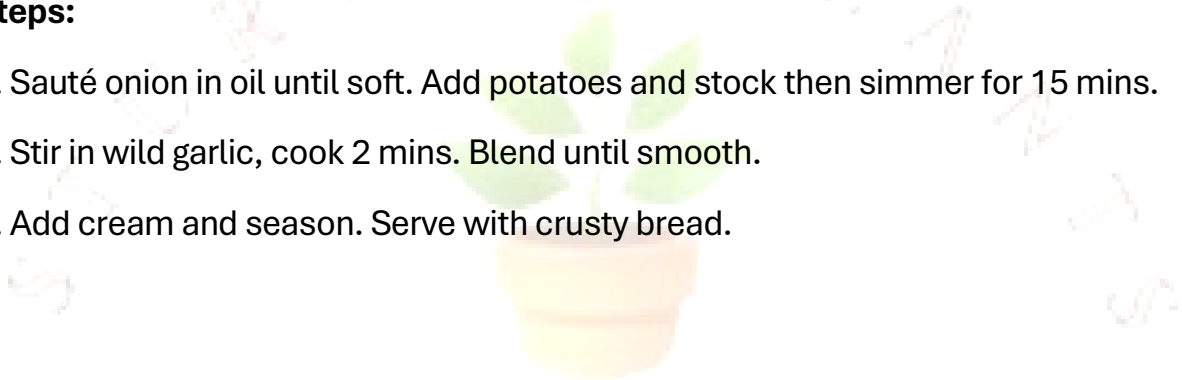 teps:
. Sauté onion in oil until soft. Add potatoes and stock then simmer for 15 mins.
. Stir in wild garlic, cook 2 mins. Blend until smooth.
. Add cream and season. Serve with crusty bread.